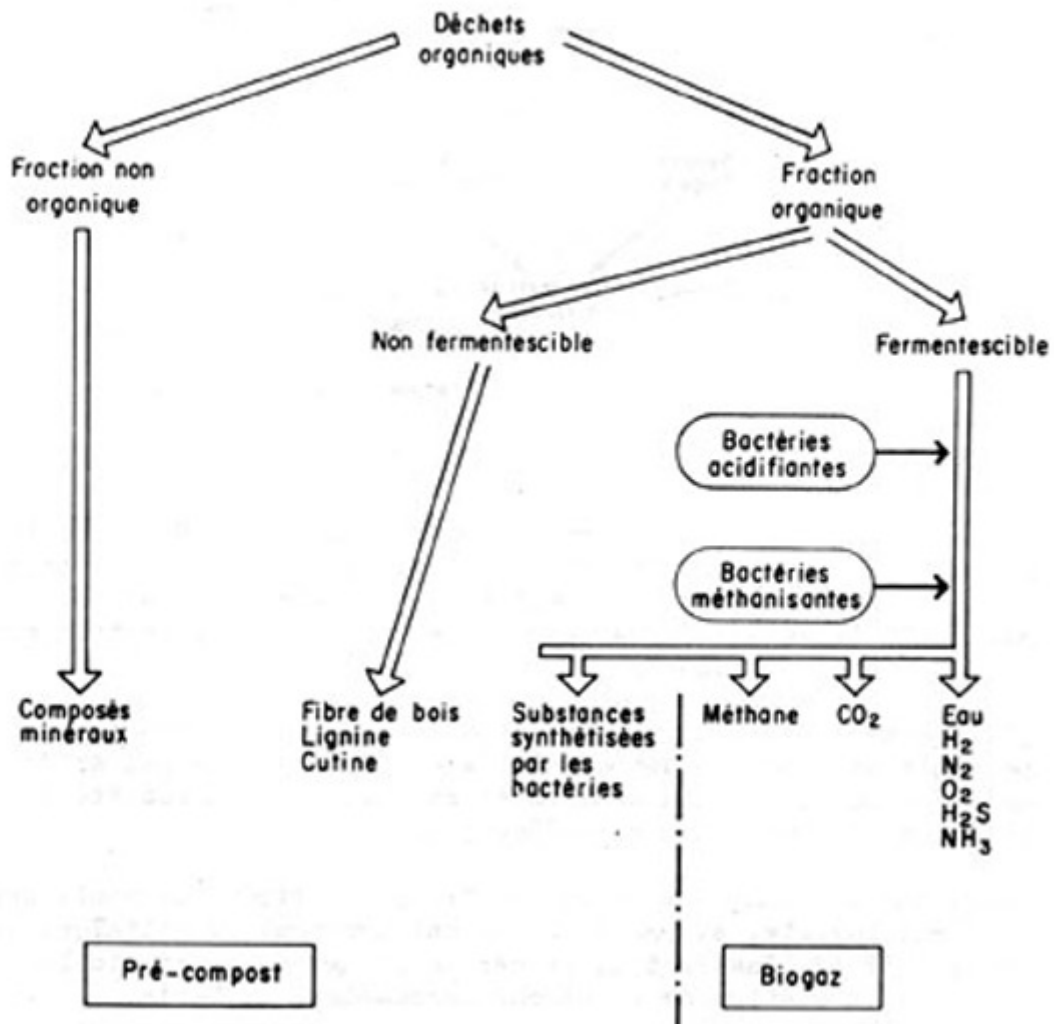 Déchets
organiques
Fraction non
organique
Fraction
organique
Non fermentescible
Fermentescible
Bactéries
acidifiantes
Bactéries
méthanisantes
Composés
minéraux
Fibre de bois
Lignine
Cutine
Substances
synthétisées
par les
bactéries
Méthane
CO₂
Eau
H₂
N₂
O₂
H₂S
NH₃
Pré-compost
Biogaz